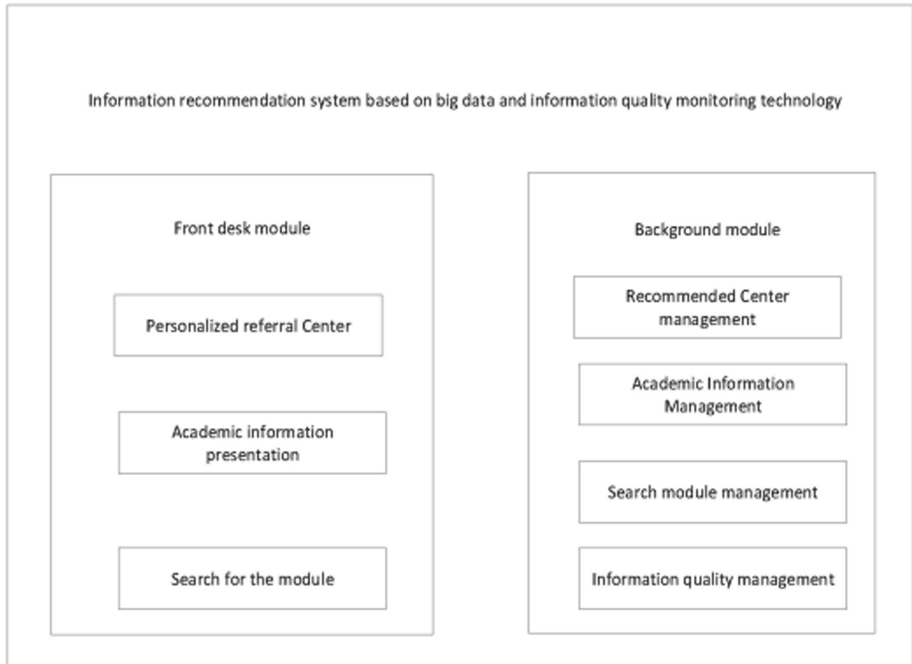 Information recommendation system based on big data and information quality monitoring technology
Front desk module
Personalized referral Center
Academic information
presentation
Search for the module
Background module
Recommended Center
management
Academic Information
Management
Search module management
Information quality management